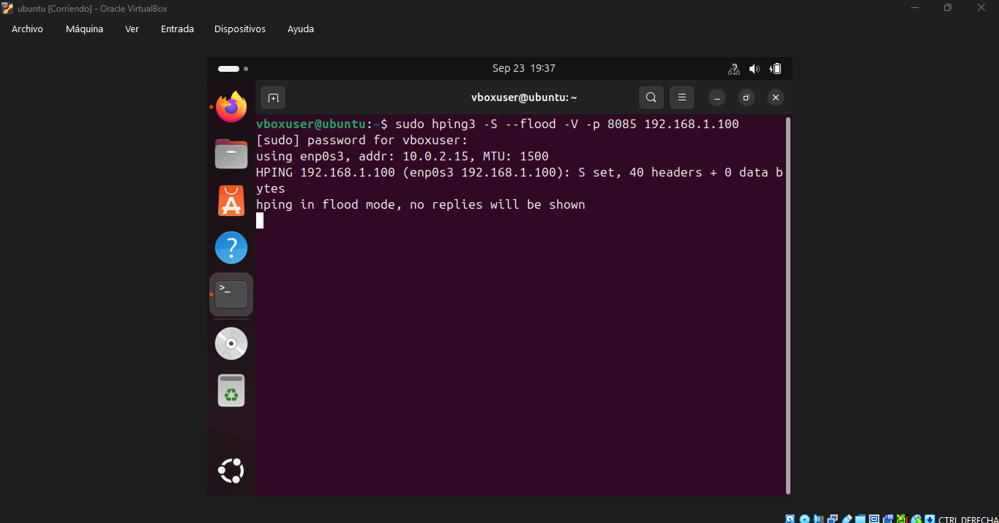 ubuntu [Corriendo] - Oracle VirtualBox
Archivo Máquina Ver Entrada Dispositivos Ayuda
Sep 23 19:37
vboxuser@ubuntu: ~
vboxuser@ubuntu:~$ sudo hping3 -S --flood -V -p 8085 192.168.1.100
[sudo] password for vboxuser:
using enp0s3, addr: 10.0.2.15, MTU: 1500
HPING 192.168.1.100 (enp0s3 192.168.1.100): S set, 40 headers + 0 data b
ytes
hping in flood mode, no replies will be shown
CTRL DERECHA